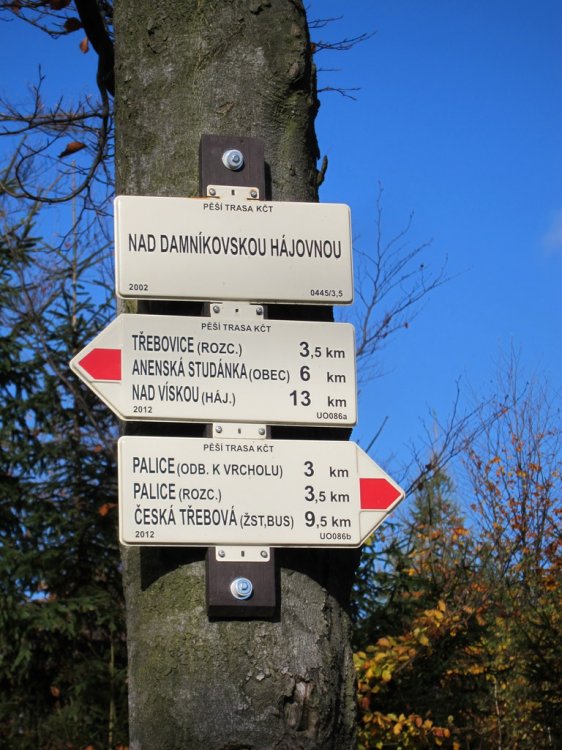 PĚŠÍ TRASA KČT
NAD DAMNÍKOVSKOU HÁJOVNOU
2002 0445/3,5
PĚŠÍ TRASA KČT
TŘEBOVICE (ROZC.) 3,5 km
ANENSKÁ STUDÁNKA (OBEC) 6 km
NAD VÍSKOU (HÁJ.) 13 km
2012 UO086a
PĚŠÍ TRASA KČT
PALICE (ODB. K VRCHOLU) 3 km
PALICE (ROZC.) 3,5 km
ČESKÁ TŘEBOVÁ (ŽST,BUS) 9,5 km
2012 UO086b